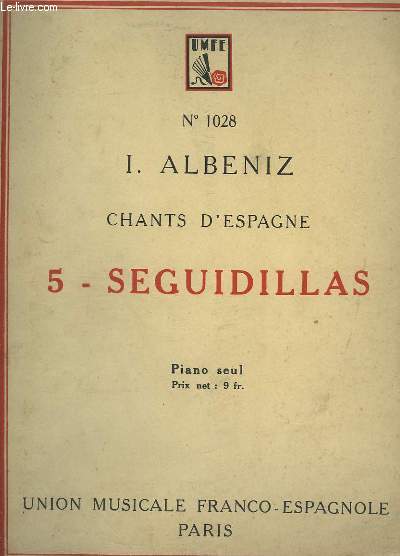 Le-livre.com
UMFE
N° 1028
I. ALBENIZ
CHANTS D'ESPAGNE
5 - SEGUIDILLAS
Piano seul
Prix net : 9 fr.
UNION MUSICALE FRANCO-ESPAGNOLE
PARIS